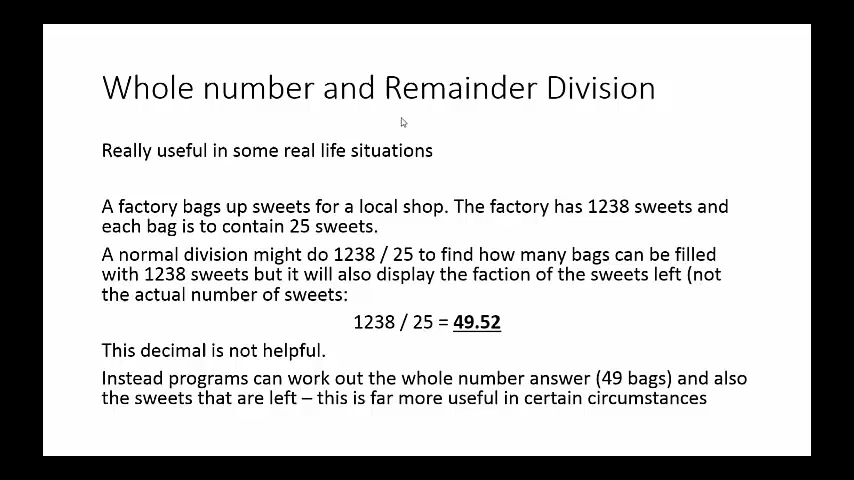 Whole number and Remainder Division
Really useful in some real life situations
A factory bags up sweets for a local shop. The factory has 1238 sweets and
each bag is to contain 25 sweets.
A normal division might do 1238 / 25 to find how many bags can be filled
with 1238 sweets but it will also display the faction of the sweets left (not
the actual number of sweets:
1238 / 25 = 49.52
This decimal is not helpful.
Instead programs can work out the whole number answer (49 bags) and also
the sweets that are left – this is far more useful in certain circumstances